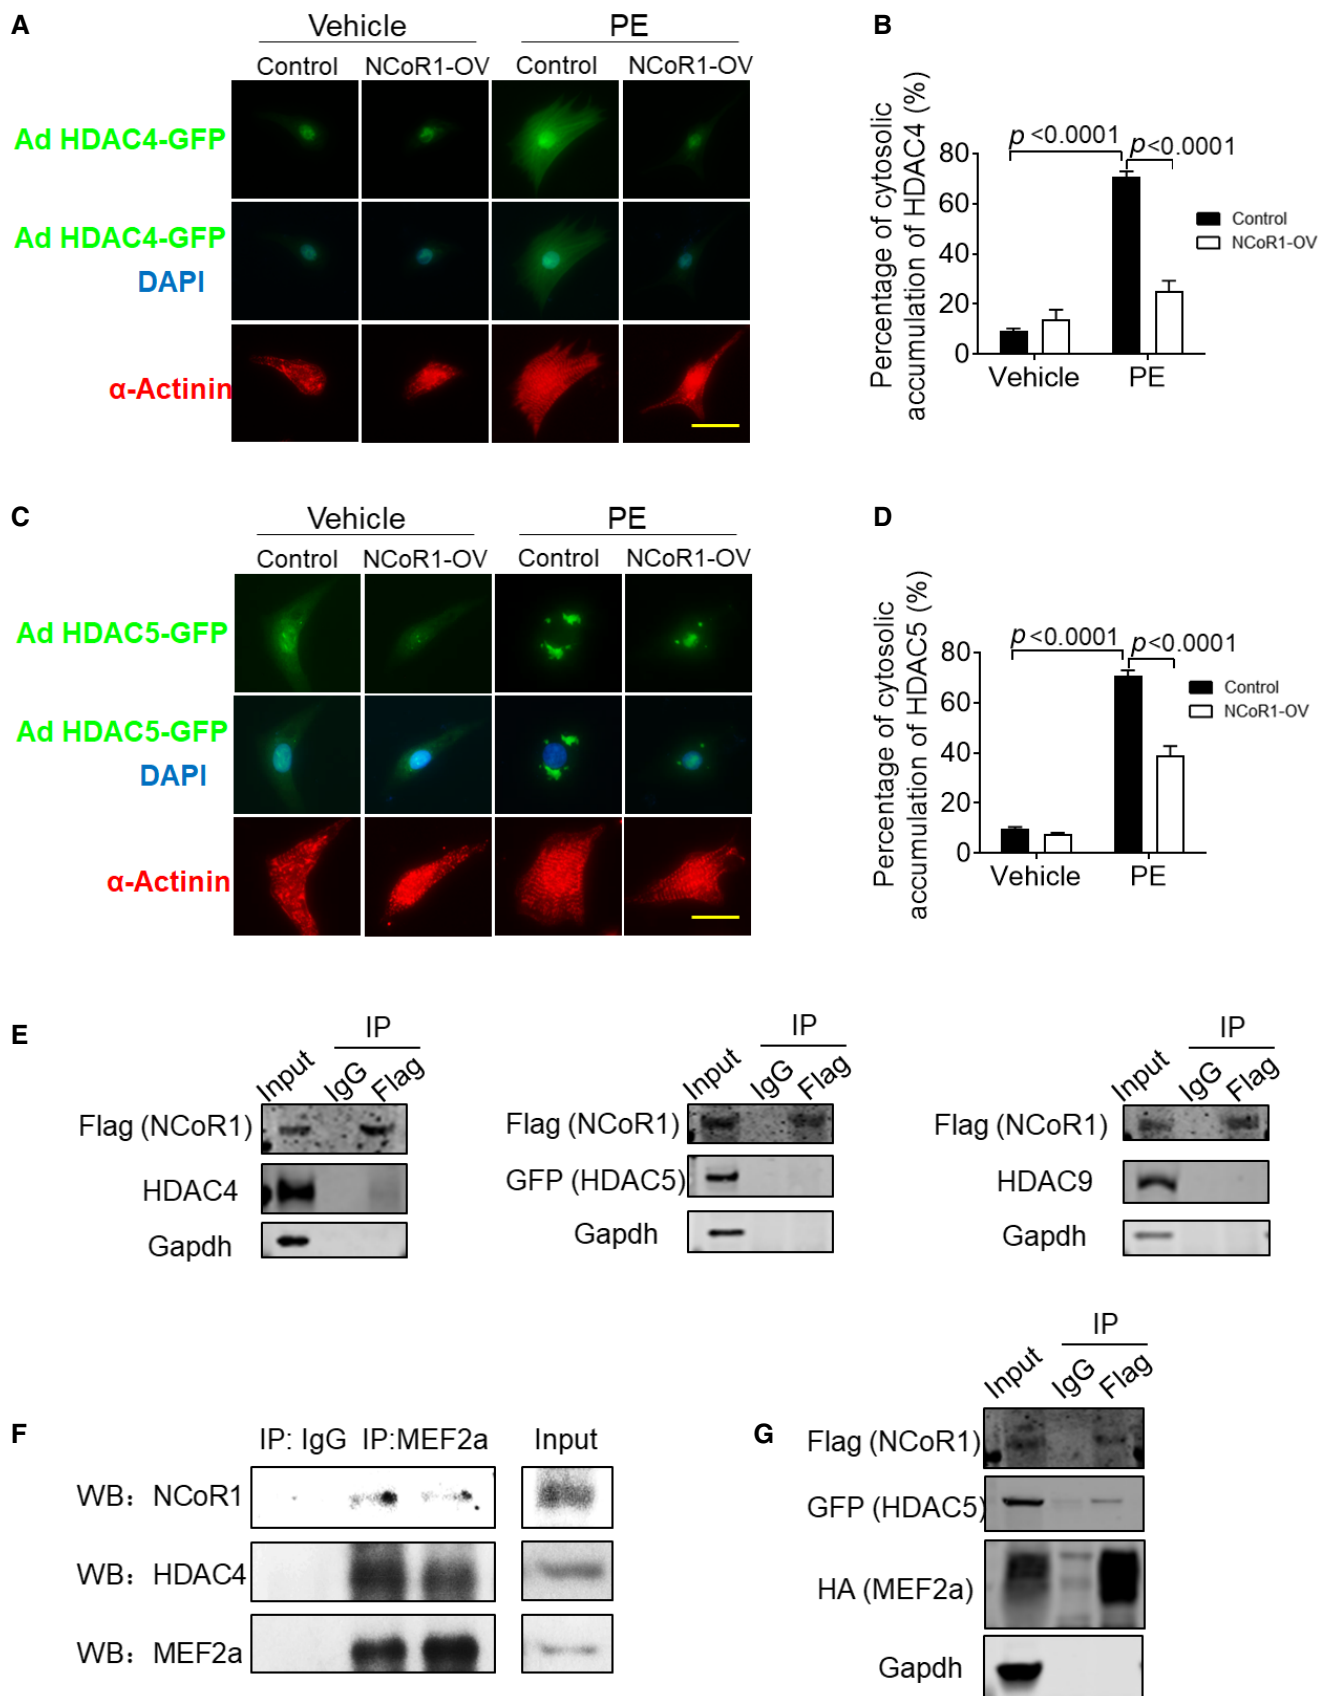 A
Vehicle PE
Control NCoR1-OV Control NCoR1-OV
Ad HDAC4-GFP
Ad HDAC4-GFP
DAPI
α-Actinin
B
Percentage of cytosolic
accumulation of HDAC4 (%)
p <0.0001
p<0.0001
80
60
40
20
0
Vehicle PE
Control
NCoR1-OV
C
Vehicle PE
Control NCoR1-OV Control NCoR1-OV
Ad HDAC5-GFP
Ad HDAC5-GFP
DAPI
α-Actinin
D
Percentage of cytosolic
accumulation of HDAC5 (%)
p <0.0001
p<0.0001
80
60
40
20
0
Vehicle PE
Control
NCoR1-OV
E
IP
Input IgG Flag
Flag (NCoR1)
HDAC4
Gapdh
IP
Input IgG Flag
Flag (NCoR1)
GFP (HDAC5)
Gapdh
IP
Input IgG Flag
Flag (NCoR1)
HDAC9
Gapdh
F
IP: IgG IP:MEF2a Input
WB: NCoR1
WB: HDAC4
WB: MEF2a
G
IP
Input IgG Flag
Flag (NCoR1)
GFP (HDAC5)
HA (MEF2a)
Gapdh